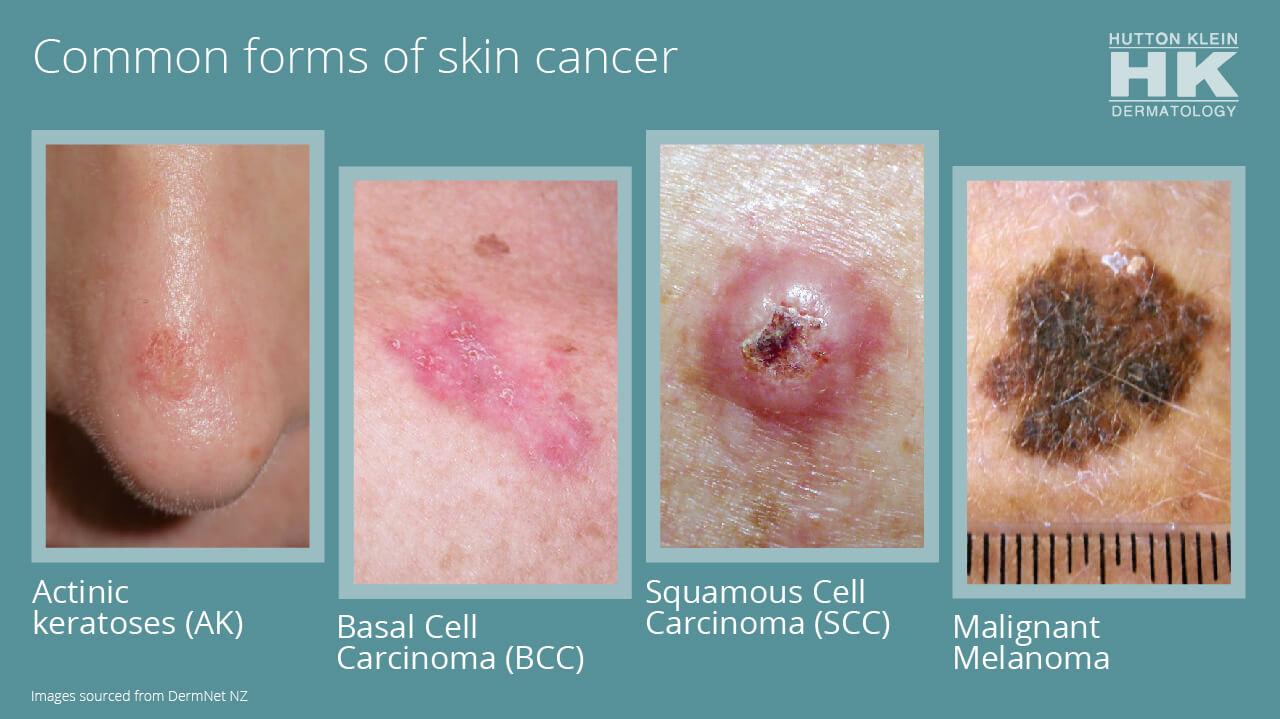 Common forms of skin cancer
HUTTON KLEIN
HK
DERMATOLOGY
Actinic
keratoses (AK)
Basal Cell
Carcinoma (BCC)
Squamous Cell
Carcinoma (SCC)
Malignant
Melanoma
Images sourced from DermNet NZ